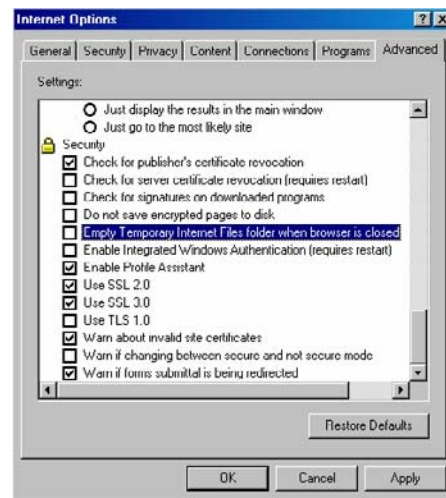 Internet Options
General Security Privacy Content Connections Programs Advanced
Settings:
Just display the results in the main window
Just go to the most likely site
Security
Check for publisher's certificate revocation
Check for server certificate revocation (requires restart)
Check for signatures on downloaded programs
Do not save encrypted pages to disk
Empty Temporary Internet Files folder when browser is closed
Enable Integrated Windows Authentication (requires restart)
Enable Profile Assistant
Use SSL 2.0
Use SSL 3.0
Use TLS 1.0
Warn about invalid site certificates
Warn if changing between secure and not secure mode
Warn if forms submittal is being redirected
Restore Defaults
OK Cancel Apply